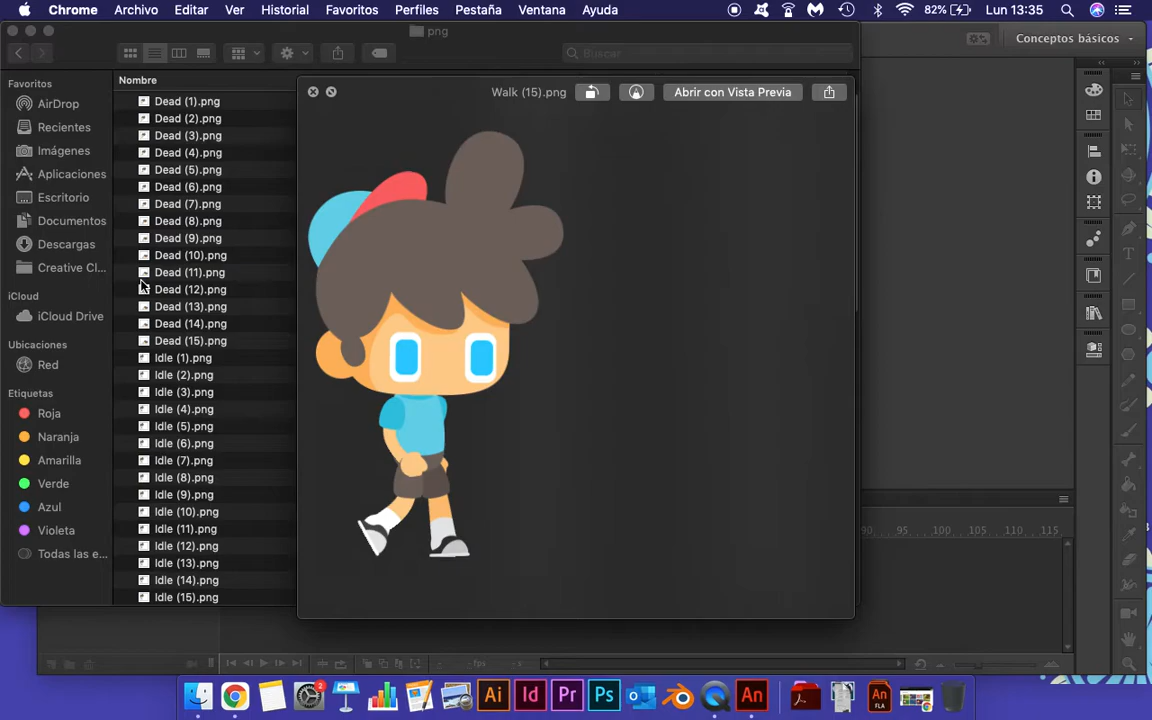 Chrome Archivo Editar Ver Historial Favoritos Perfiles Pestaña Ventana Ayuda 82% Lun 13:35
png
Buscar
Conceptos básicos
Favoritos
AirDrop
Recientes
Imágenes
Aplicaciones
Escritorio
Documentos
Descargas
Creative Cl...
iCloud
iCloud Drive
Ubicaciones
Red
Etiquetas
Roja
Naranja
Amarilla
Verde
Azul
Violeta
Todas las e...
Nombre
Dead (1).png
Dead (2).png
Dead (3).png
Dead (4).png
Dead (5).png
Dead (6).png
Dead (7).png
Dead (8).png
Dead (9).png
Dead (10).png
Dead (11).png
Dead (12).png
Dead (13).png
Dead (14).png
Dead (15).png
Idle (1).png
Idle (2).png
Idle (3).png
Idle (4).png
Idle (5).png
Idle (6).png
Idle (7).png
Idle (8).png
Idle (9).png
Idle (10).png
Idle (11).png
Idle (12).png
Idle (13).png
Idle (14).png
Idle (15).png
Walk (15).png
Abrir con Vista Previa
90 95 100 105 110 115
- fps - s
2
Ai Id Pr Ps An An
FLA